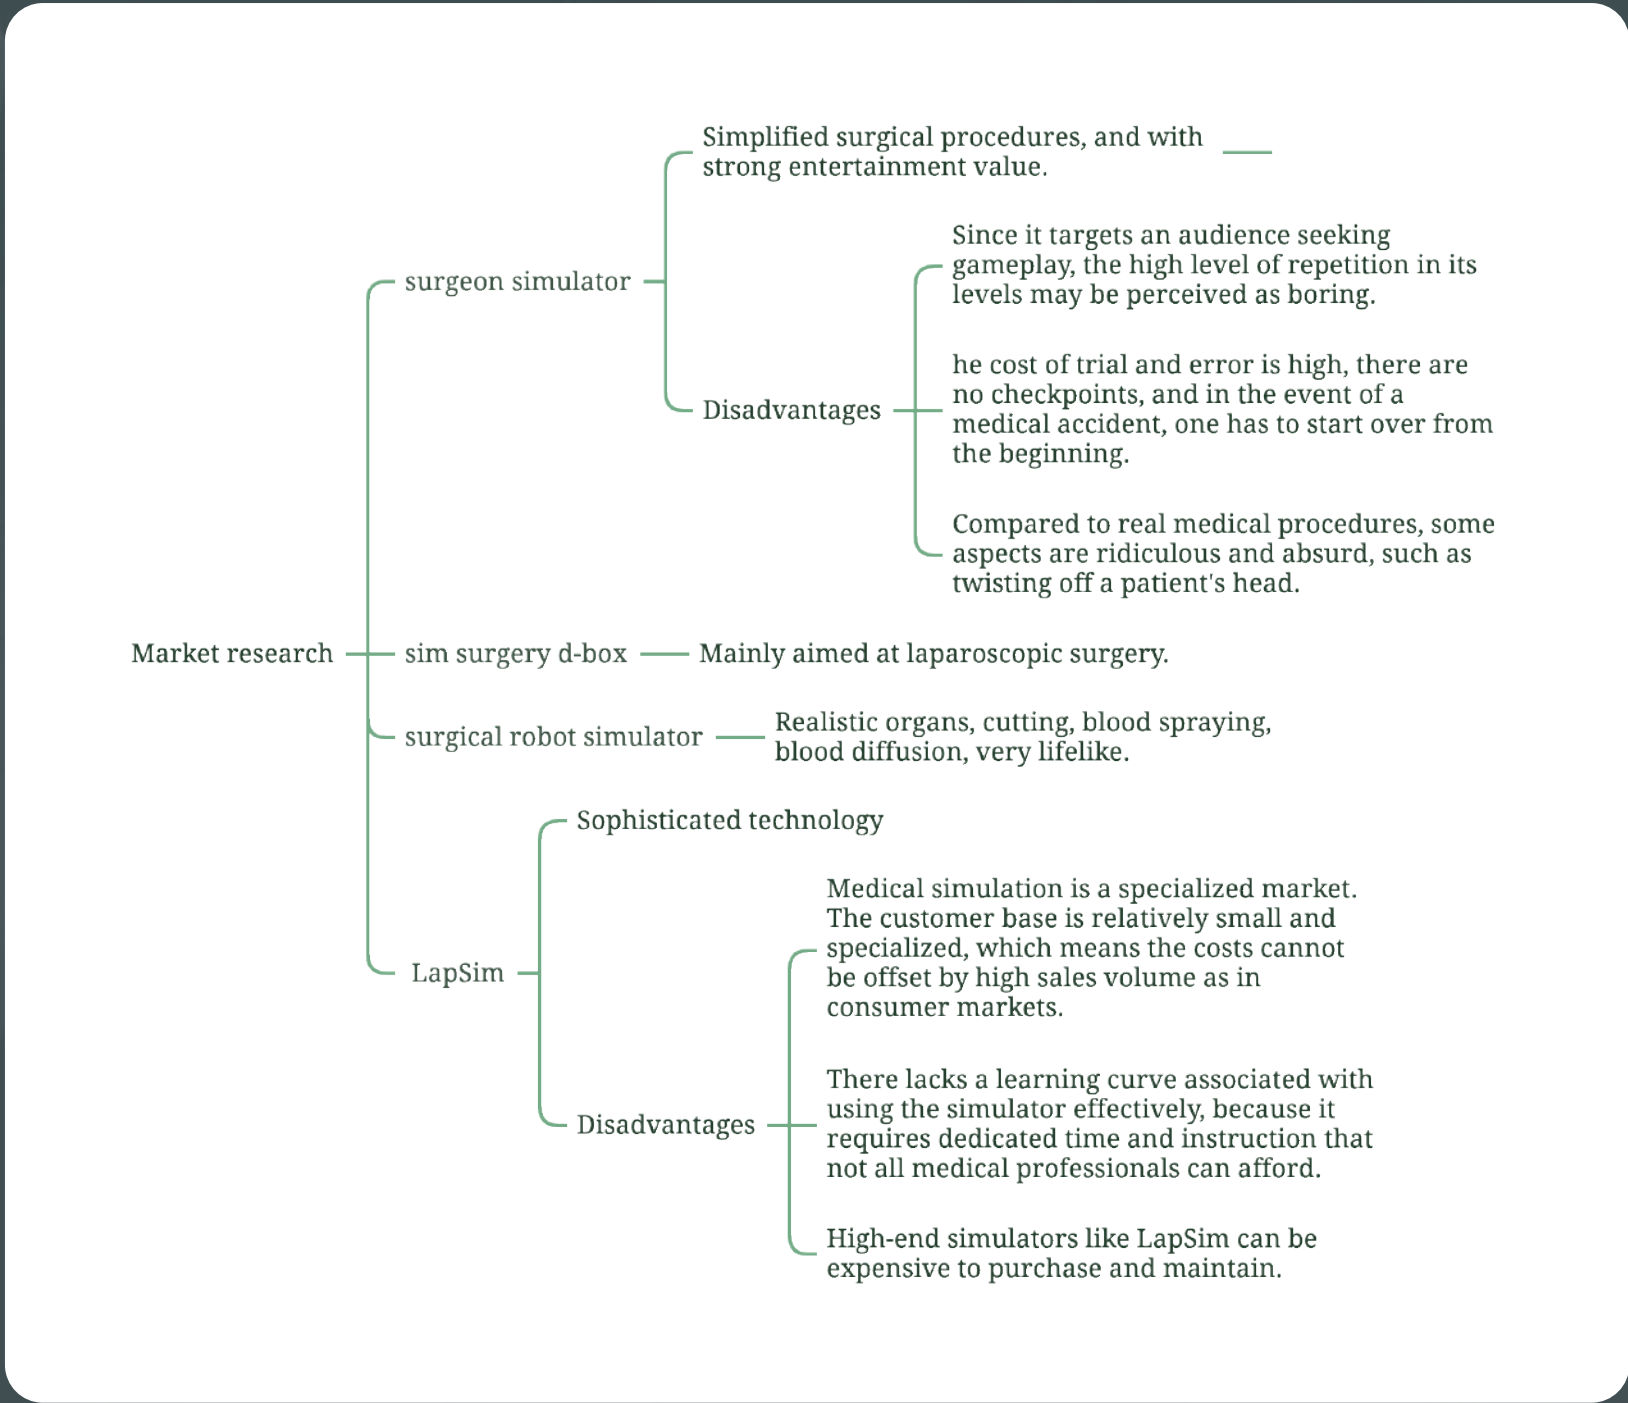 Simplified surgical procedures, and with
strong entertainment value.
Since it targets an audience seeking
gameplay, the high level of repetition in its
levels may be perceived as boring.
surgeon simulator
he cost of trial and error is high, there are
no checkpoints, and in the event of a
medical accident, one has to start over from
the beginning.
Disadvantages
Compared to real medical procedures, some
aspects are ridiculous and absurd, such as
twisting off a patient's head.
Market research
sim surgery d-box
Mainly aimed at laparoscopic surgery.
surgical robot simulator
Realistic organs, cutting, blood spraying,
blood diffusion, very lifelike.
Sophisticated technology
LapSim
Medical simulation is a specialized market.
The customer base is relatively small and
specialized, which means the costs cannot
be offset by high sales volume as in
consumer markets.
Disadvantages
There lacks a learning curve associated with
using the simulator effectively, because it
requires dedicated time and instruction that
not all medical professionals can afford.
High-end simulators like LapSim can be
expensive to purchase and maintain.